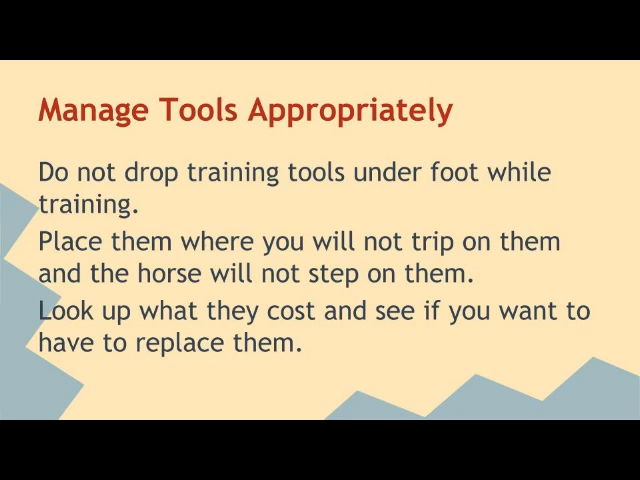 Manage Tools Appropriately
Do not drop training tools under foot while
training.
Place them where you will not trip on them
and the horse will not step on them.
Look up what they cost and see if you want to
have to replace them.